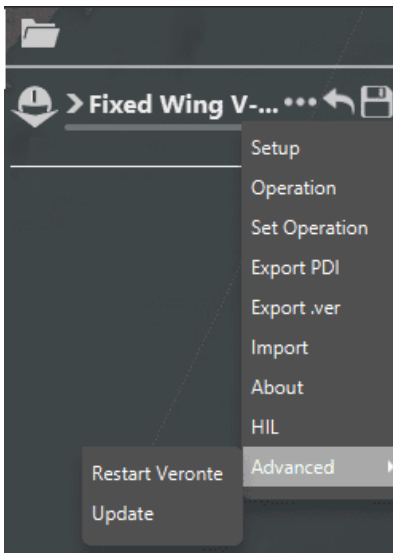 Fixed Wing V-...
Setup
Operation
Set Operation
Export PDI
Export .ver
Import
About
HIL
Advanced
Restart Veronte
Update